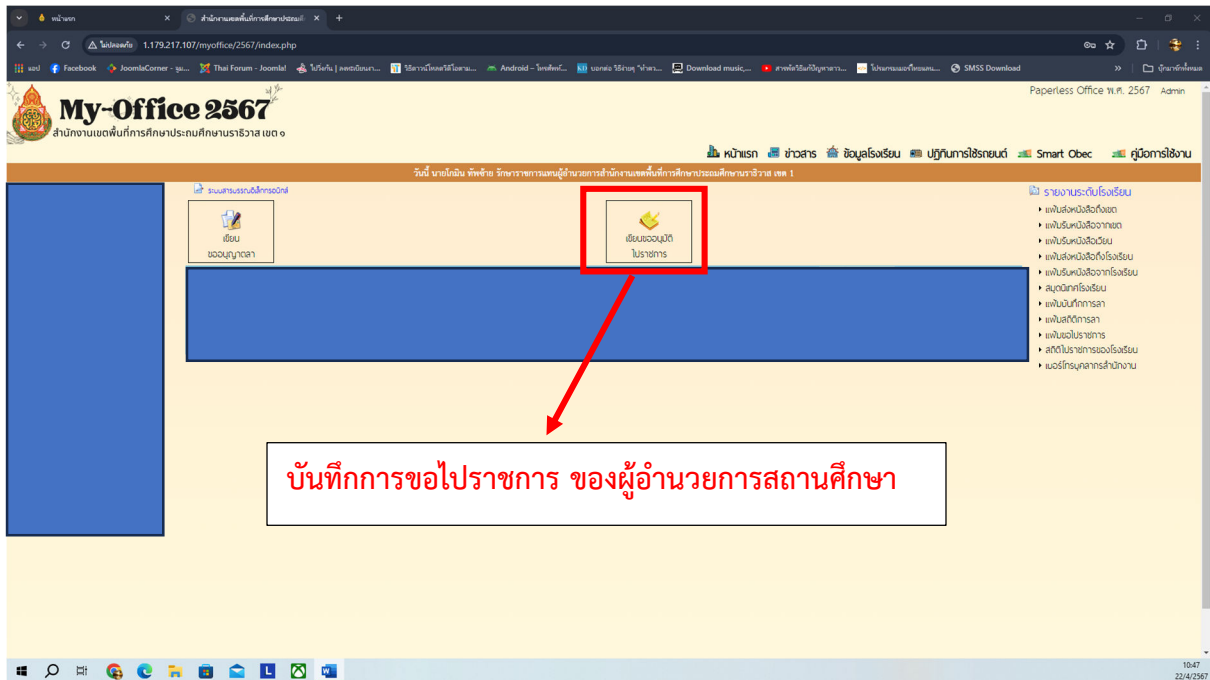 หน้าแรก
สำนักงานเขตพื้นที่การศึกษาประถมศึ
ไม่ปลอดภัย
1.179.217.107/myoffice/2567/index.php
แอป
Facebook
JoomlaCorner -
Thai Forum - Joomla!
Android – โทรศัพท์...
Download music,...
SMSS Download
Paperless Office พ.ศ. 2567 Admin
My-Office 2567
สำนักงานเขตพื้นที่การศึกษาประถมศึกษานราธิวาส เขต ๑
หน้าแรก ข่าวสาร ข้อมูลโรงเรียน ปฏิทินการใช้รถยนต์ Smart Obec คู่มือการใช้งาน
วันนี้ นายโกมิน ทัพซ้าย รักษาราชการแทนผู้อำนวยการสำนักงานเขตพื้นที่การศึกษาประถมศึกษานราธิวาส เขต 1
ระบบสารบรรณอิเล็กทรอนิกส์
เขียน
ขออนุญาตลา
เขียนขออนุมัติ
ไปราชการ
รายงานระดับโรงเรียน
แฟ้มส่งหนังสือถึงเขต
แฟ้มรับหนังสือจากเขต
แฟ้มรับหนังสือเวียน
แฟ้มส่งหนังสือถึงโรงเรียน
แฟ้มรับหนังสือจากโรงเรียน
สมุดนิเทศโรงเรียน
แฟ้มบันทึกการลา
แฟ้มสถิติการลา
แฟ้มขอไปราชการ
สถิติไปราชการของโรงเรียน
เบอร์โทรบุคลากรสำนักงาน
บันทึกการขอไปราชการ ของผู้อำนวยการสถานศึกษา
10:47
22/4/2567